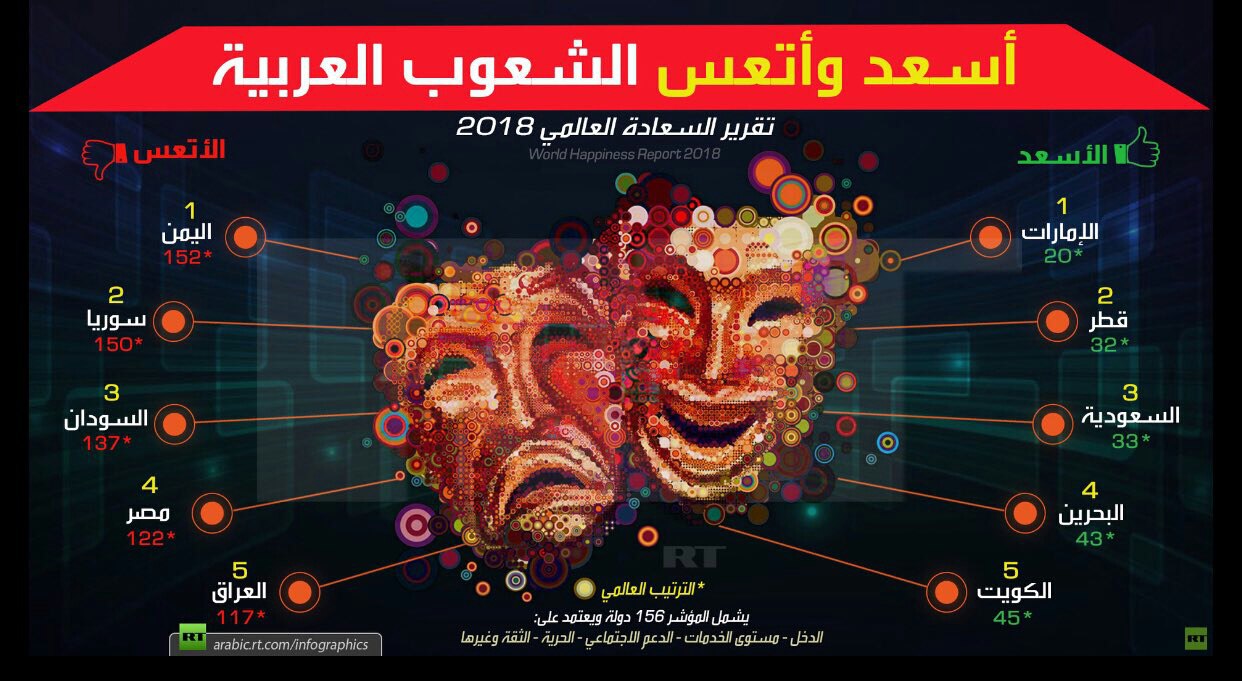 أسعد وأتعس الشعوب العربية
تقرير السعادة العالمي 2018
World Happiness Report 2018
الأسعد
1
الإمارات
20*
2
قطر
32*
3
السعودية
33*
4
البحرين
43*
5
الكويت
45*
الأتعس
1
اليمن
152*
2
سوريا
150*
3
السودان
137*
4
مصر
122*
5
العراق
117*
RT
*الترتيب العالمي
يشمل المؤشر 156 دولة ويعتمد على:
الدخل - مستوى الخدمات - الدعم الاجتماعي - الحرية - الثقة وغيرها
RT arabic.rt.com/infographics
RT